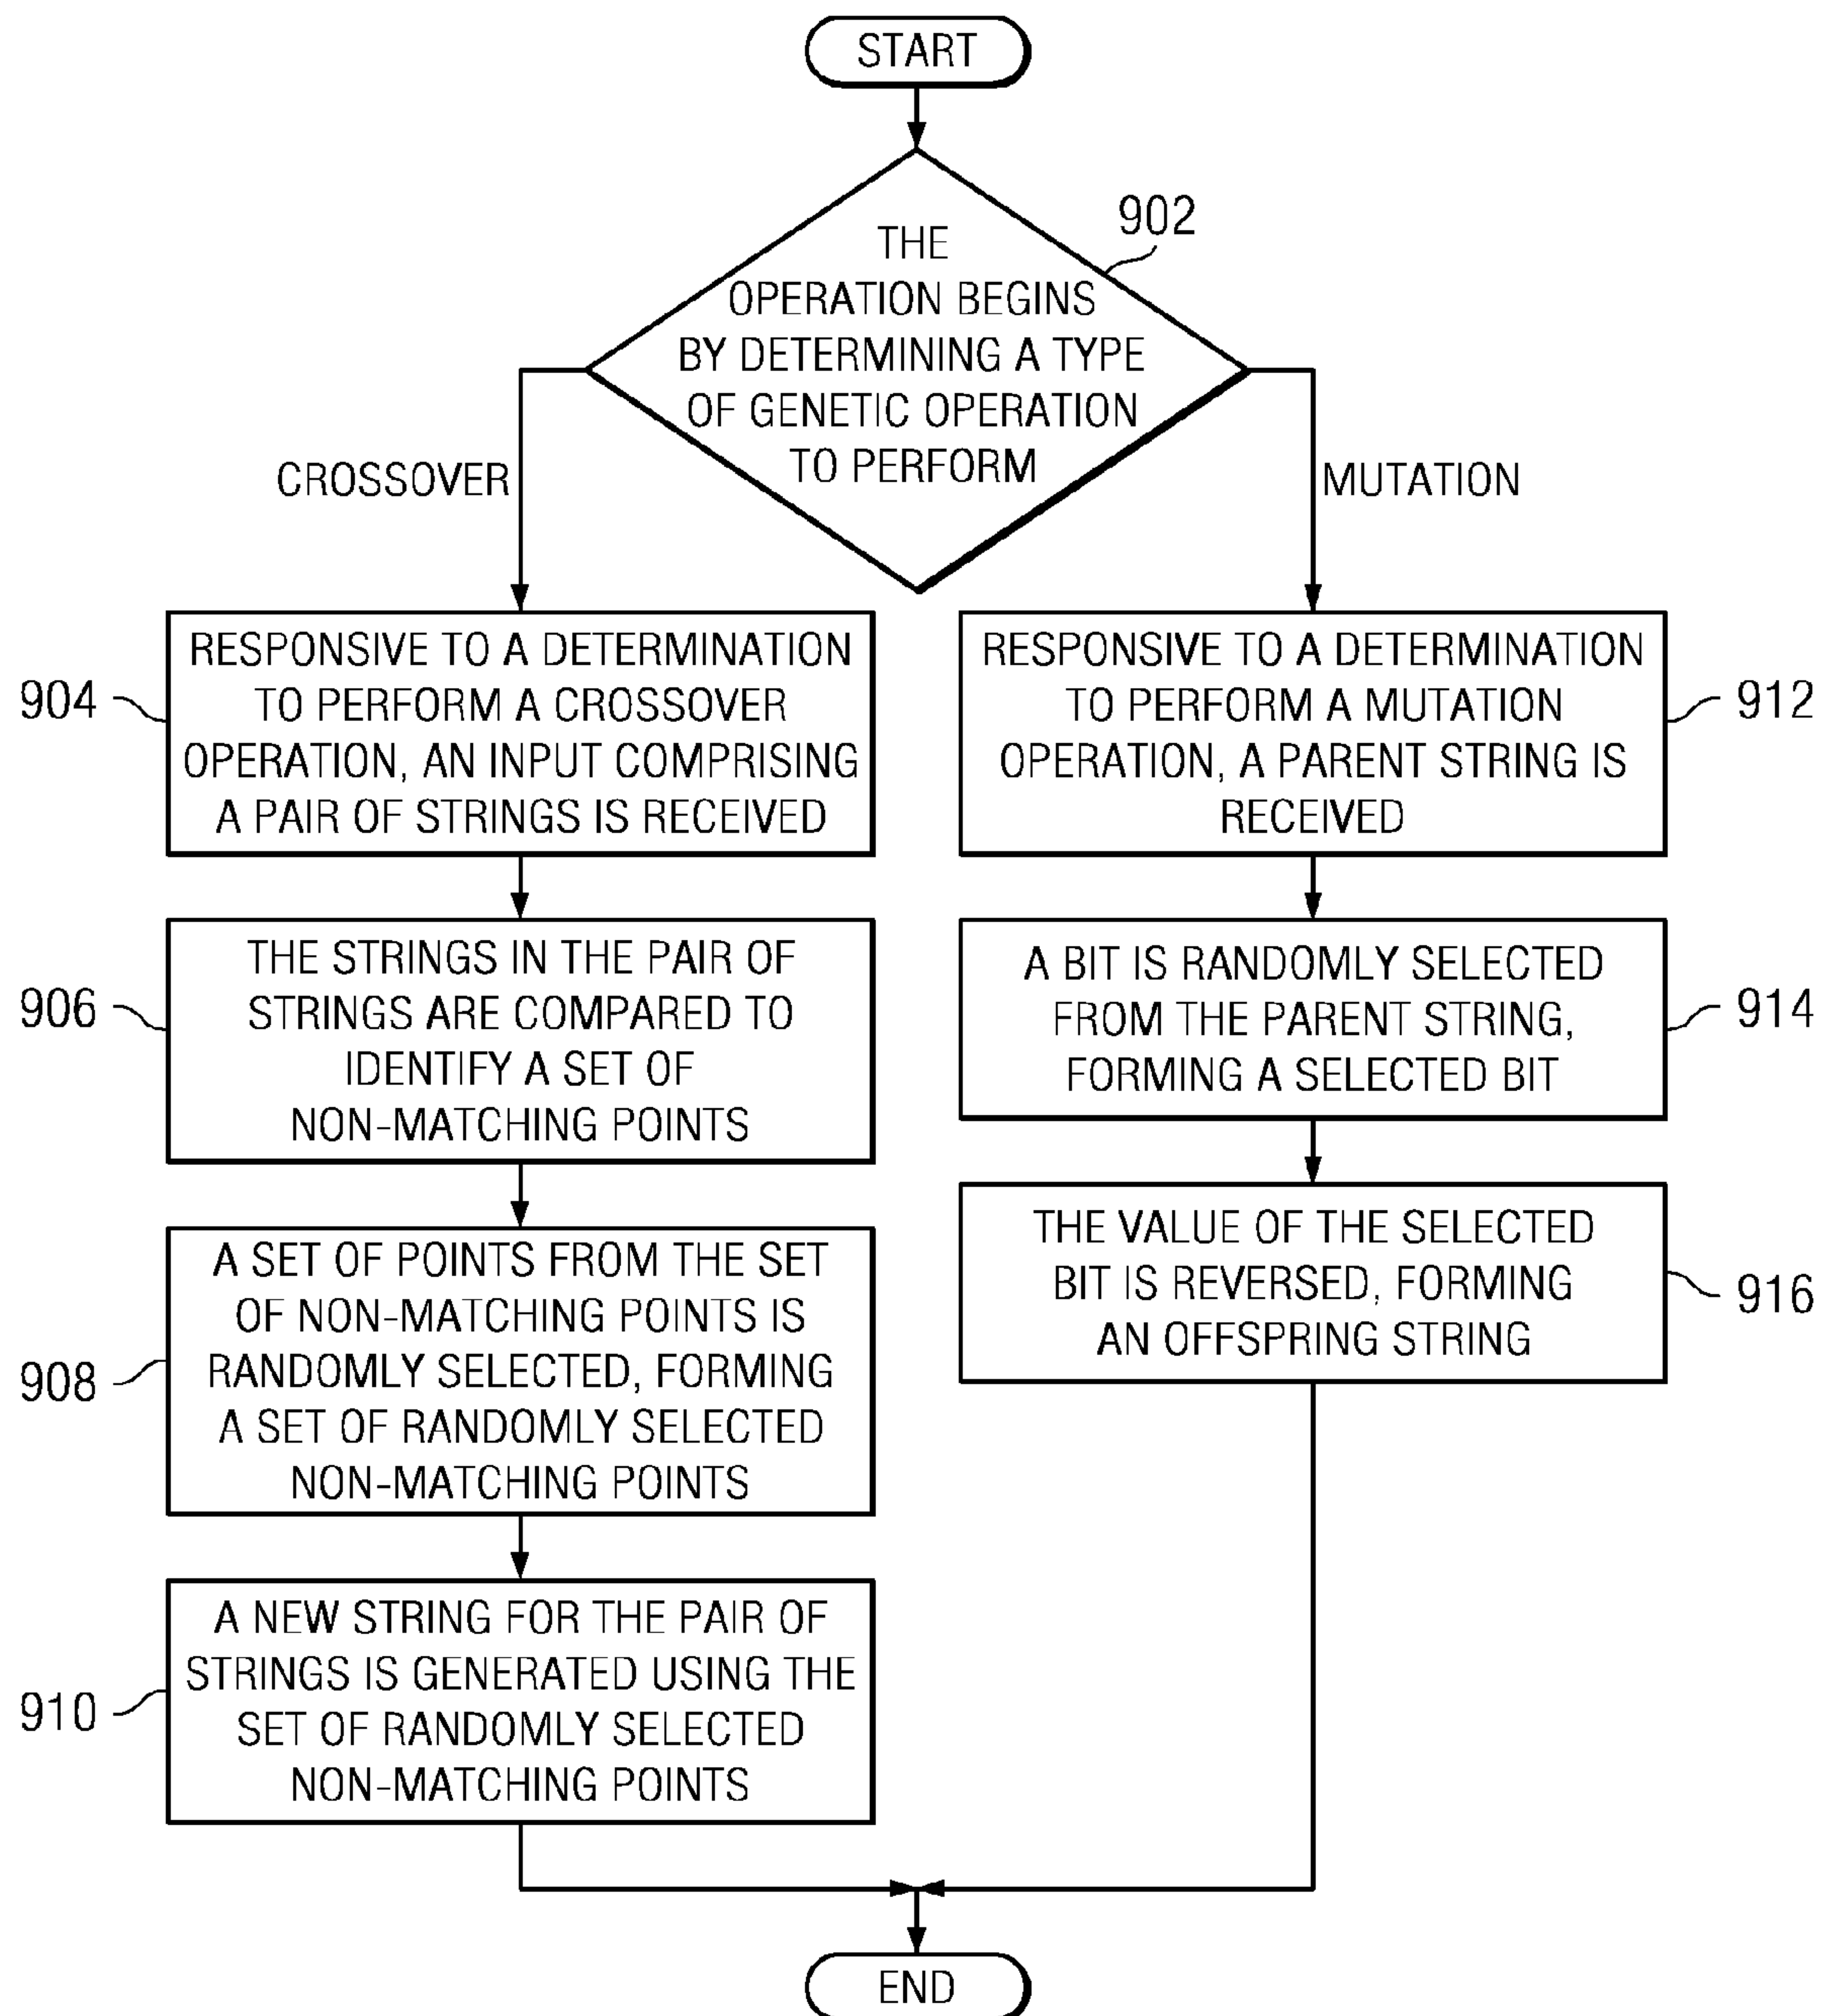 START
902
THE
OPERATION BEGINS
BY DETERMINING A TYPE
OF GENETIC OPERATION
TO PERFORM
CROSSOVER
MUTATION
904
RESPONSIVE TO A DETERMINATION
TO PERFORM A CROSSOVER
OPERATION, AN INPUT COMPRISING
A PAIR OF STRINGS IS RECEIVED
906
THE STRINGS IN THE PAIR OF
STRINGS ARE COMPARED TO
IDENTIFY A SET OF
NON-MATCHING POINTS
908
A SET OF POINTS FROM THE SET
OF NON-MATCHING POINTS IS
RANDOMLY SELECTED, FORMING
A SET OF RANDOMLY SELECTED
NON-MATCHING POINTS
910
A NEW STRING FOR THE PAIR OF
STRINGS IS GENERATED USING THE
SET OF RANDOMLY SELECTED
NON-MATCHING POINTS
RESPONSIVE TO A DETERMINATION
TO PERFORM A MUTATION
OPERATION, A PARENT STRING IS
RECEIVED
912
A BIT IS RANDOMLY SELECTED
FROM THE PARENT STRING,
FORMING A SELECTED BIT
914
THE VALUE OF THE SELECTED
BIT IS REVERSED, FORMING
AN OFFSPRING STRING
916
END